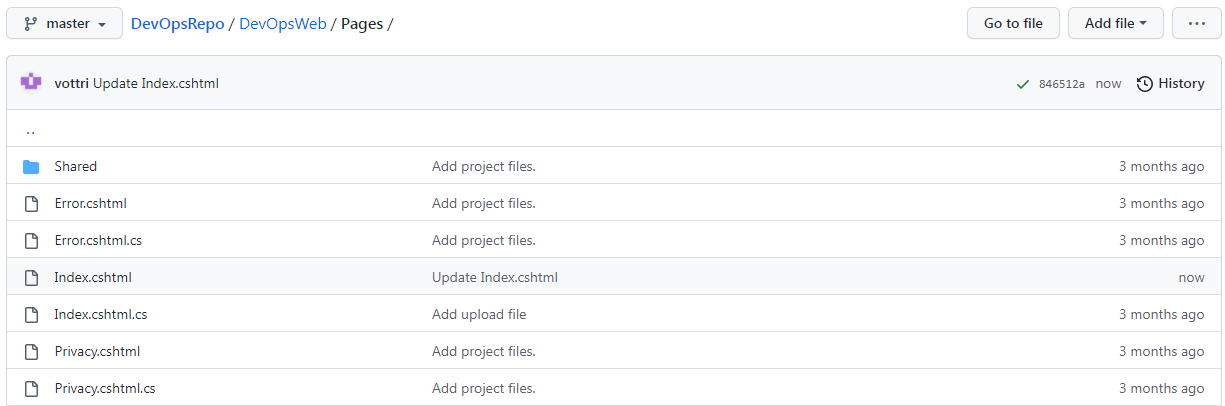 master DevOpsRepo / DevOpsWeb / Pages / Go to file Add file ...
vottri Update Index.cshtml 846512a now History
..
Shared Add project files. 3 months ago
Error.cshtml Add project files. 3 months ago
Error.cshtml.cs Add project files. 3 months ago
Index.cshtml Update Index.cshtml now
Index.cshtml.cs Add upload file 3 months ago
Privacy.cshtml Add project files. 3 months ago
Privacy.cshtml.cs Add project files. 3 months ago